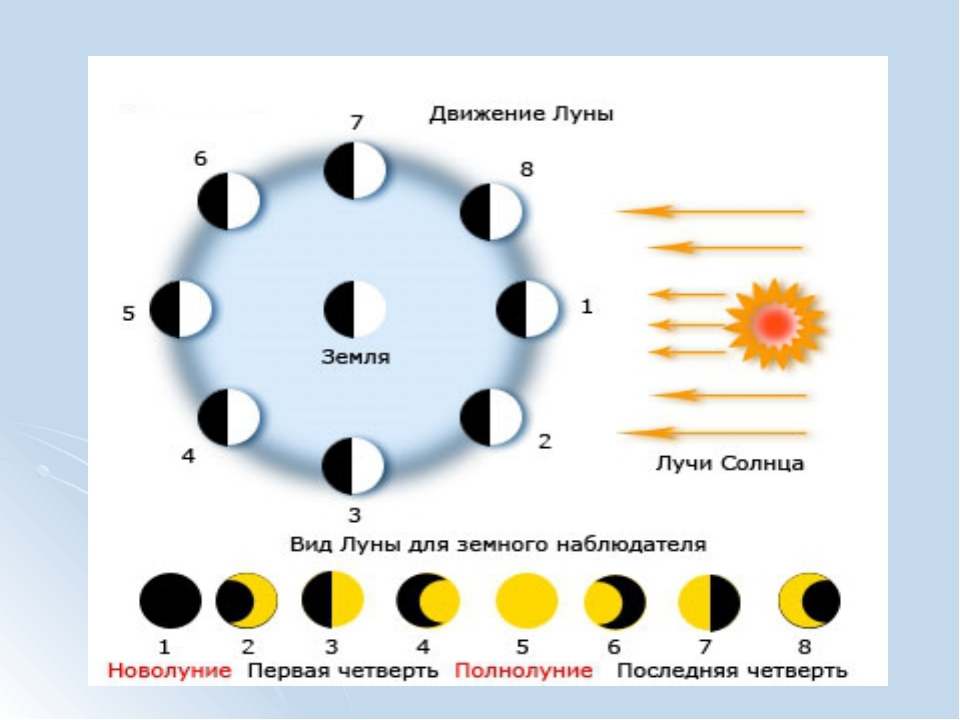 Движение Луны
7
6
8
5
1
Земля
4
2
3
Лучи Солнца
Вид Луны для земного наблюдателя
1 2 3 4 5 6 7 8
Новолуние Первая четверть Полнолуние Последняя четверть